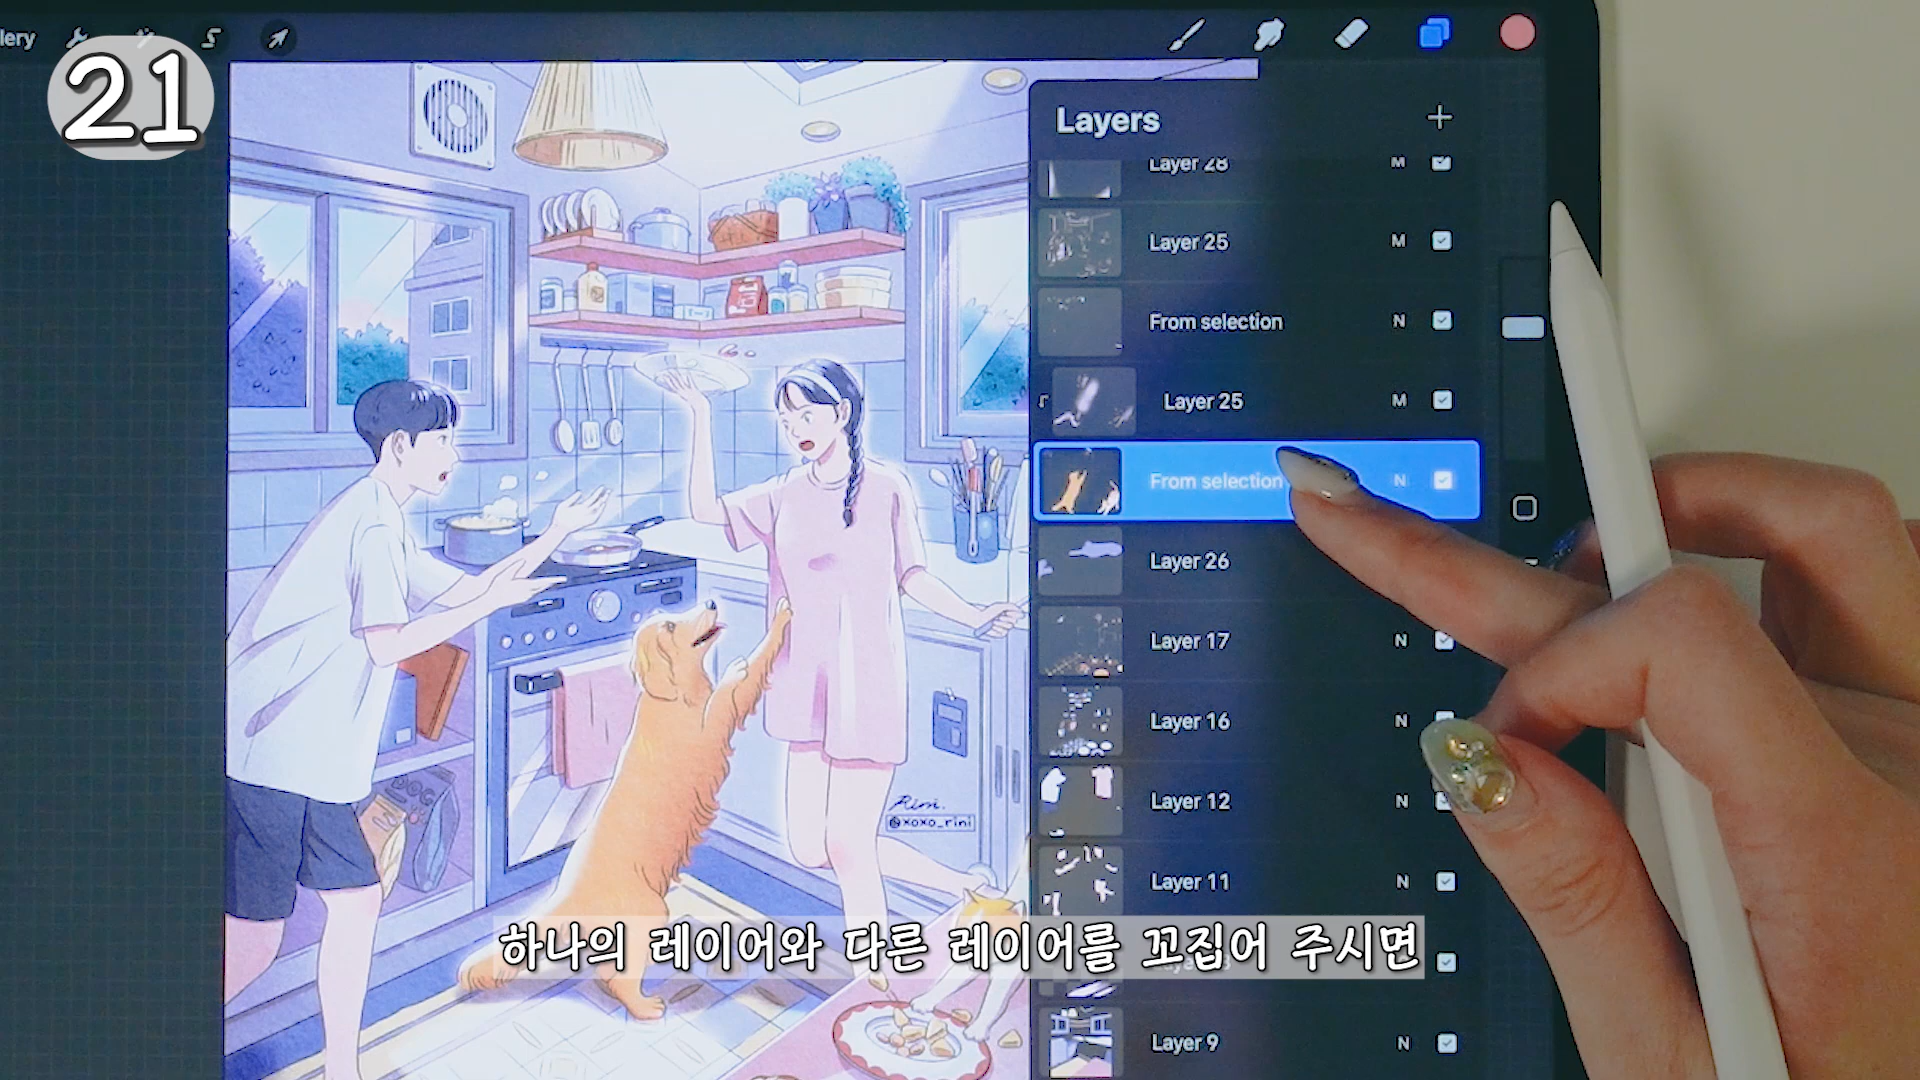 lery
21
Layers
Layer 28 M
Layer 25 M
From selection N
Layer 25 M
From selection N
Layer 26
Layer 17 N
Layer 16 N
Layer 12 N
Layer 11 N
Layer 9 N
DOG
Rini.
@xoxo_rini
하나의 레이어와 다른 레이어를 꼬집어 주시면